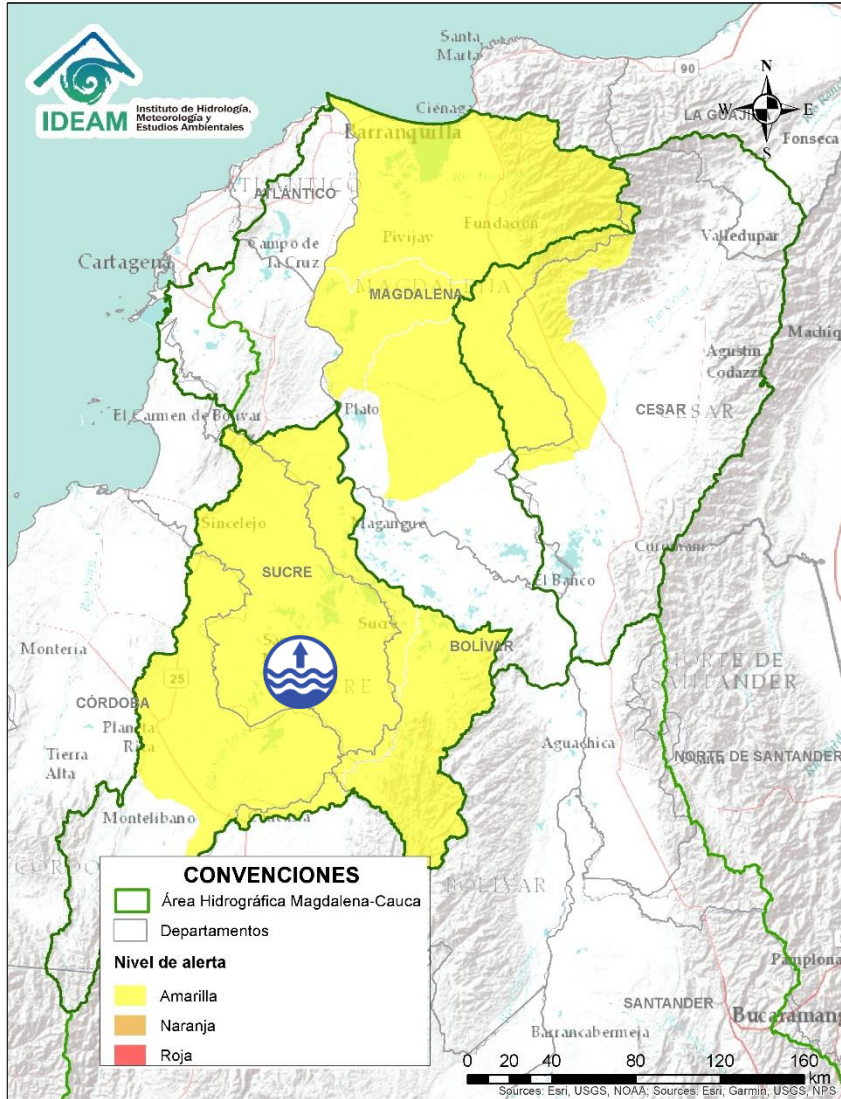 IDEAM
Instituto de Hidrología,
Meteorología y
Estudios Ambientales
Santa
Marta
90
N
W
E
S
LA GUAJIRA
Fonseca
Ciénaga
Barranquilla
ATLÁNTICO
ATLÁNTICO
Fundación
Pivijay
Valledupar
Campo de
la Cruz
Cartagena
MAGDALENA
MAGDALENA
Agustín
Codazzi
CESAR
CESAR
El Carmen de Bolívar
Plato
Sincelejo
Magangué
SUCRE
Curumaní
El Banco
Sucre
BOLÍVAR
Montería
25
NORTE DE
SANTANDER
CÓRDOBA
Planeta
Rica
Tierra
Alta
Aguachica
NORTE DE SANTANDER
Montelíbano
BOLÍVAR
Pamplona
SANTANDER
Barrancabermeja
CONVENCIONES
Área Hidrográfica Magdalena-Cauca
Departamentos
Nivel de alerta
Amarilla
Naranja
Roja
0 20 40 80 120 160
Km
Sources: Esri, USGS, NOAA; Sources: Esri, Garmin, USGS, NPS